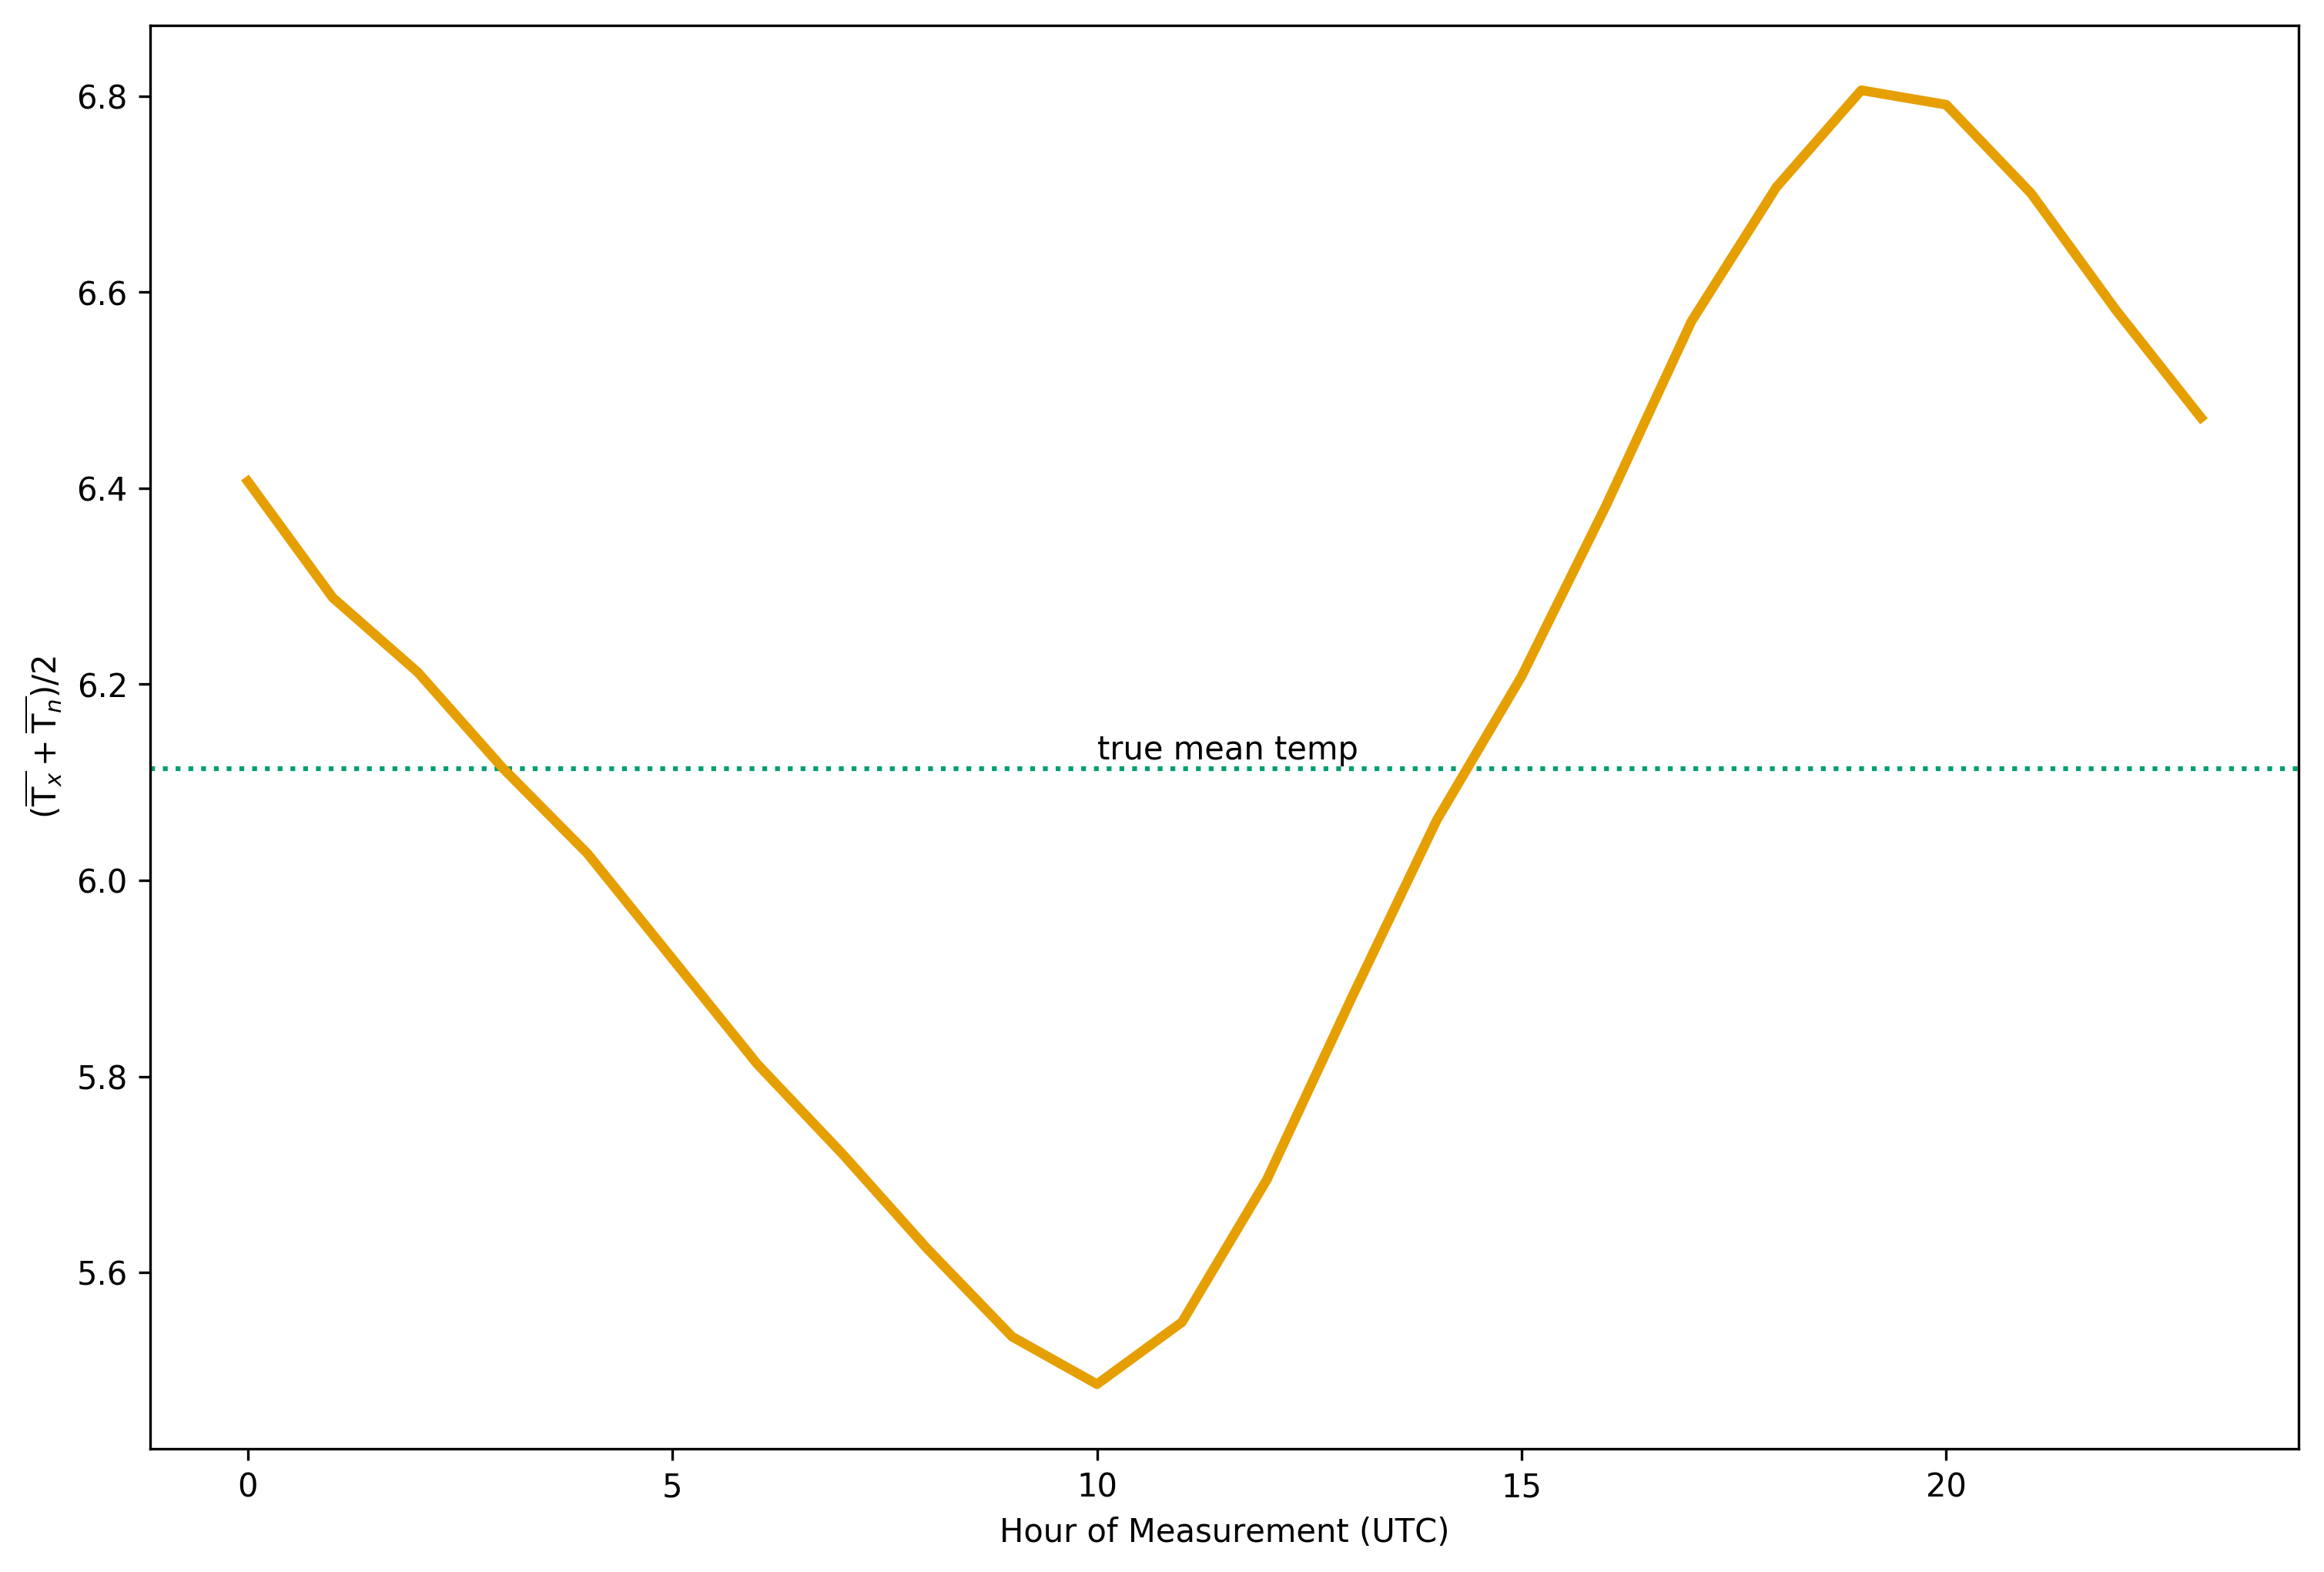 6.8
6.6
6.4
6.2
6.0
5.8
5.6
(T̅ₓ + T̅ₙ)/2
true mean temp
0 5 10 15 20
Hour of Measurement (UTC)